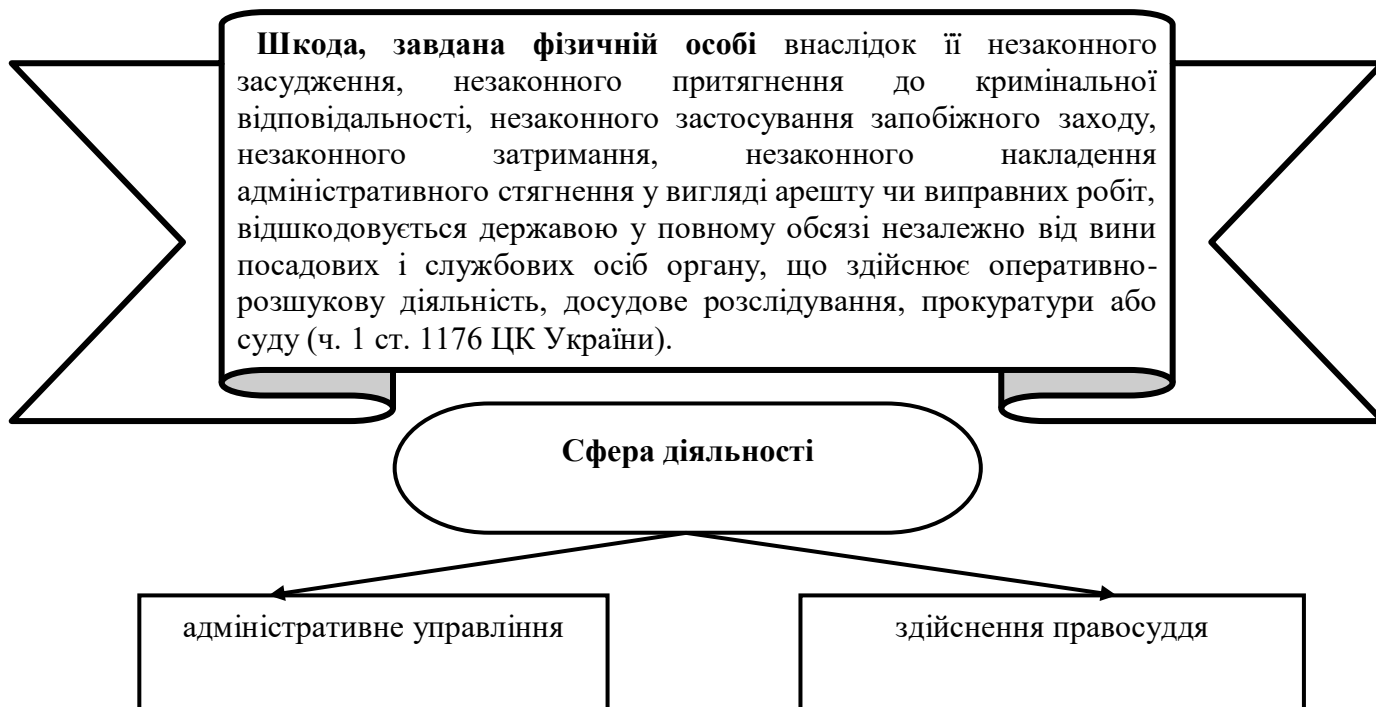 Шкода, завдана фізичній особі внаслідок її незаконного
засудження, незаконного притягнення до кримінальної
відповідальності, незаконного застосування запобіжного заходу,
незаконного затримання, незаконного накладення
адміністративного стягнення у вигляді арешту чи виправних робіт,
відшкодовується державою у повному обсязі незалежно від вини
посадових і службових осіб органу, що здійснює оперативно-
розшукову діяльність, досудове розслідування, прокуратури або
суду (ч. 1 ст. 1176 ЦК України).
Сфера діяльності
адміністративне управління
здійснення правосуддя